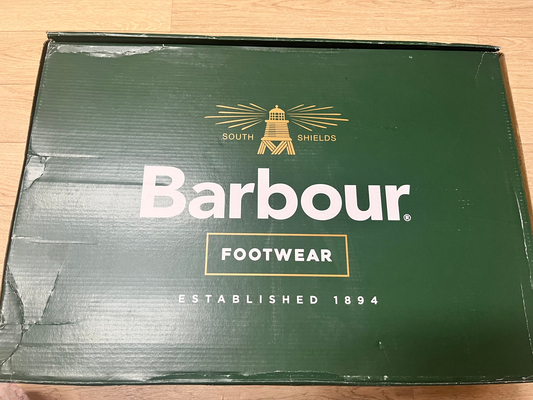 SOUTH SHIELDS
Barbour®
FOOTWEAR
ESTABLISHED 1894